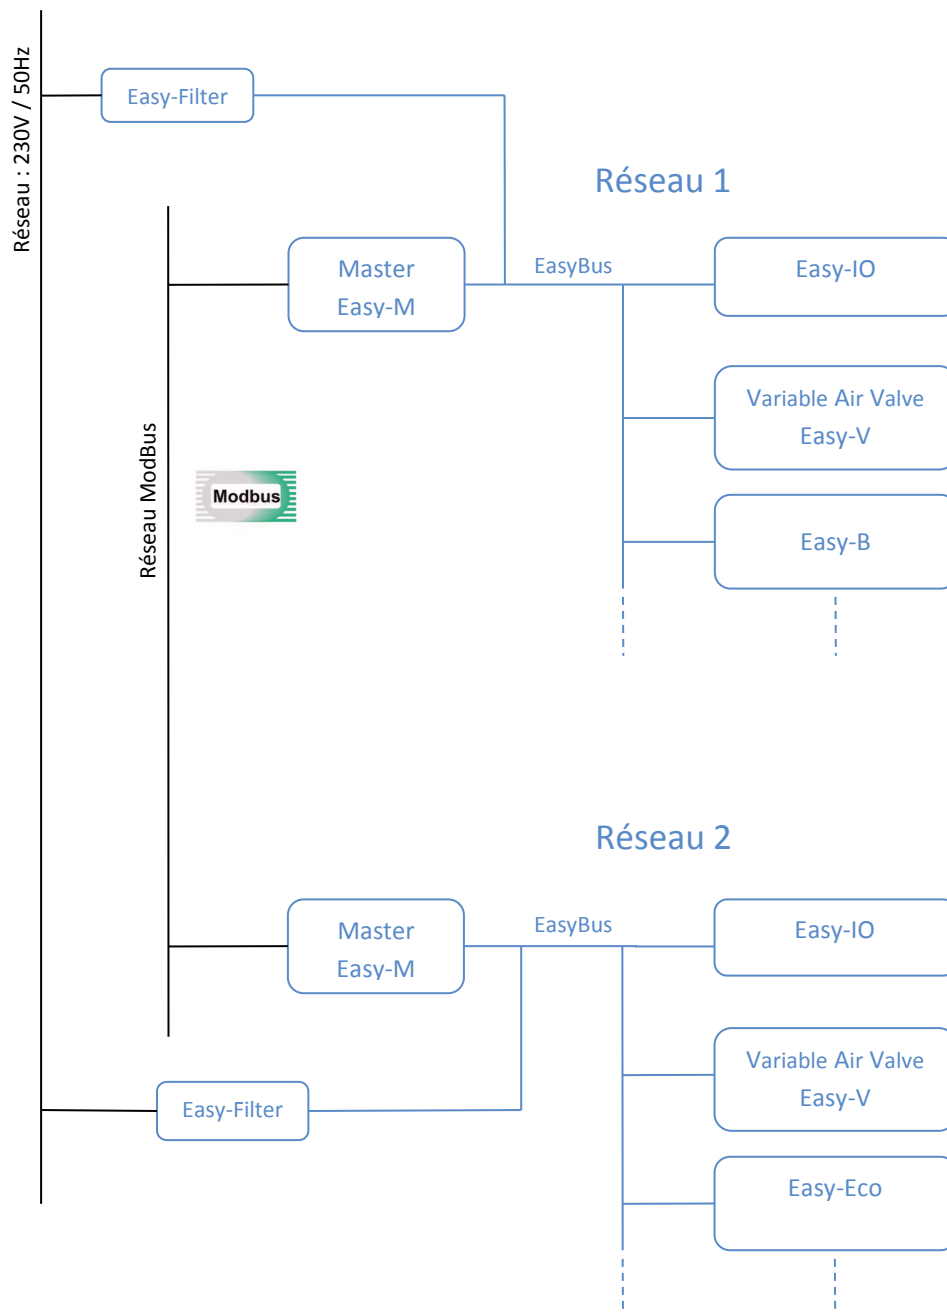 Réseau : 230V / 50Hz
Easy-Filter
Réseau 1
Réseau ModBus
Master
Easy-M
EasyBus
Easy-IO
Variable Air Valve
Easy-V
Modbus
Easy-B
Réseau 2
Master
Easy-M
EasyBus
Easy-IO
Variable Air Valve
Easy-V
Easy-Filter
Easy-Eco